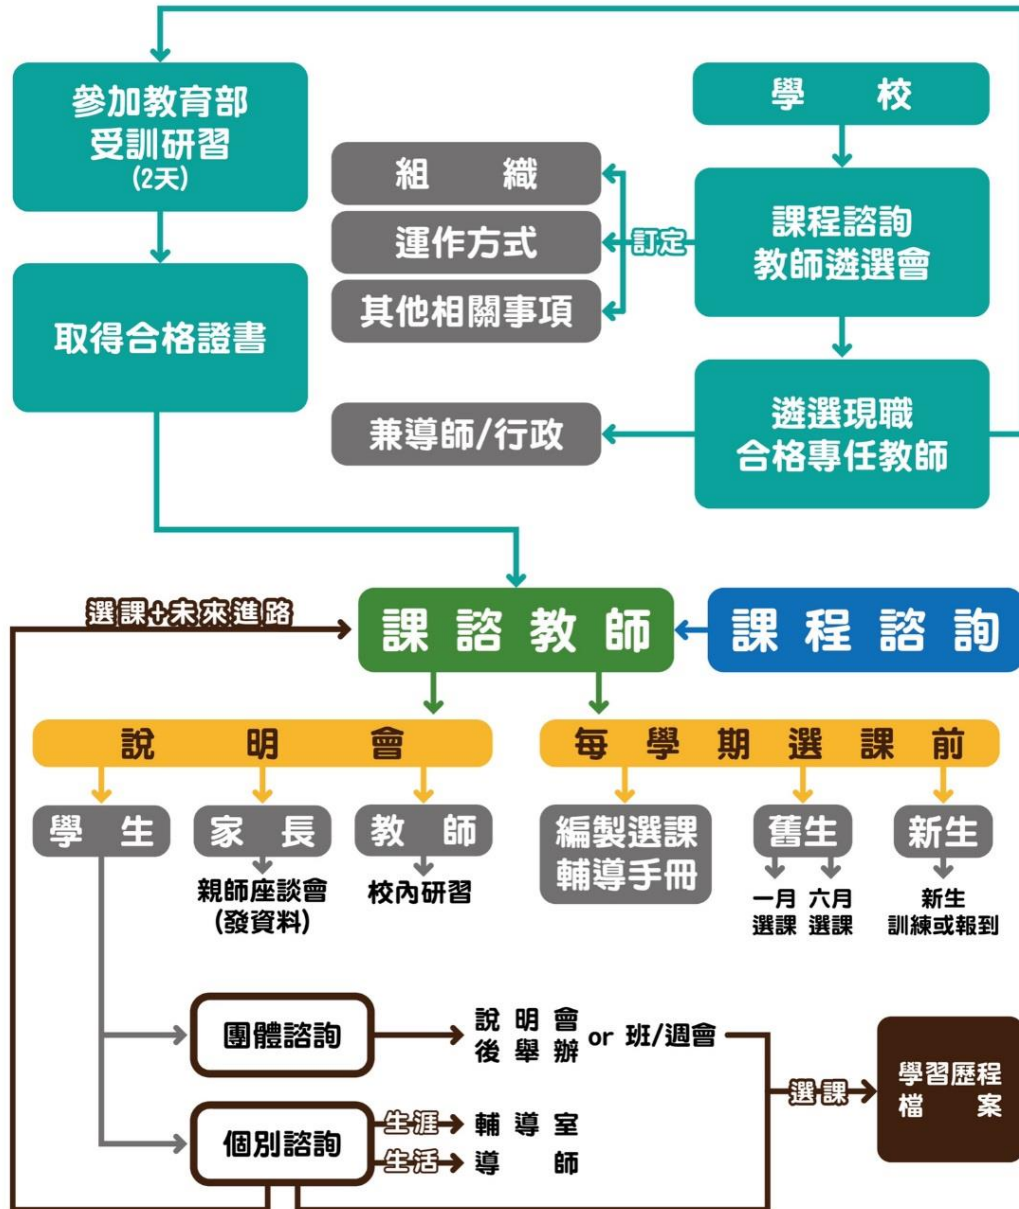 參加教育部
受訓研習
(2天)
取得合格證書
學校
課程諮詢
教師遴選會
訂定
組織
運作方式
其他相關事項
遴選現職
合格專任教師
兼導師/行政
選課+未來進路
課諮教師
課程諮詢
說明會
每學期選課前
學生
家長
教師
親師座談會
(發資料)
校內研習
編製選課
輔導手冊
舊生
新生
一月
選課
六月
選課
新生
訓練或報到
團體諮詢
說明會
後舉辦
or 班/週會
個別諮詢
生涯
輔導室
生活
導師
選課
學習歷程
檔案